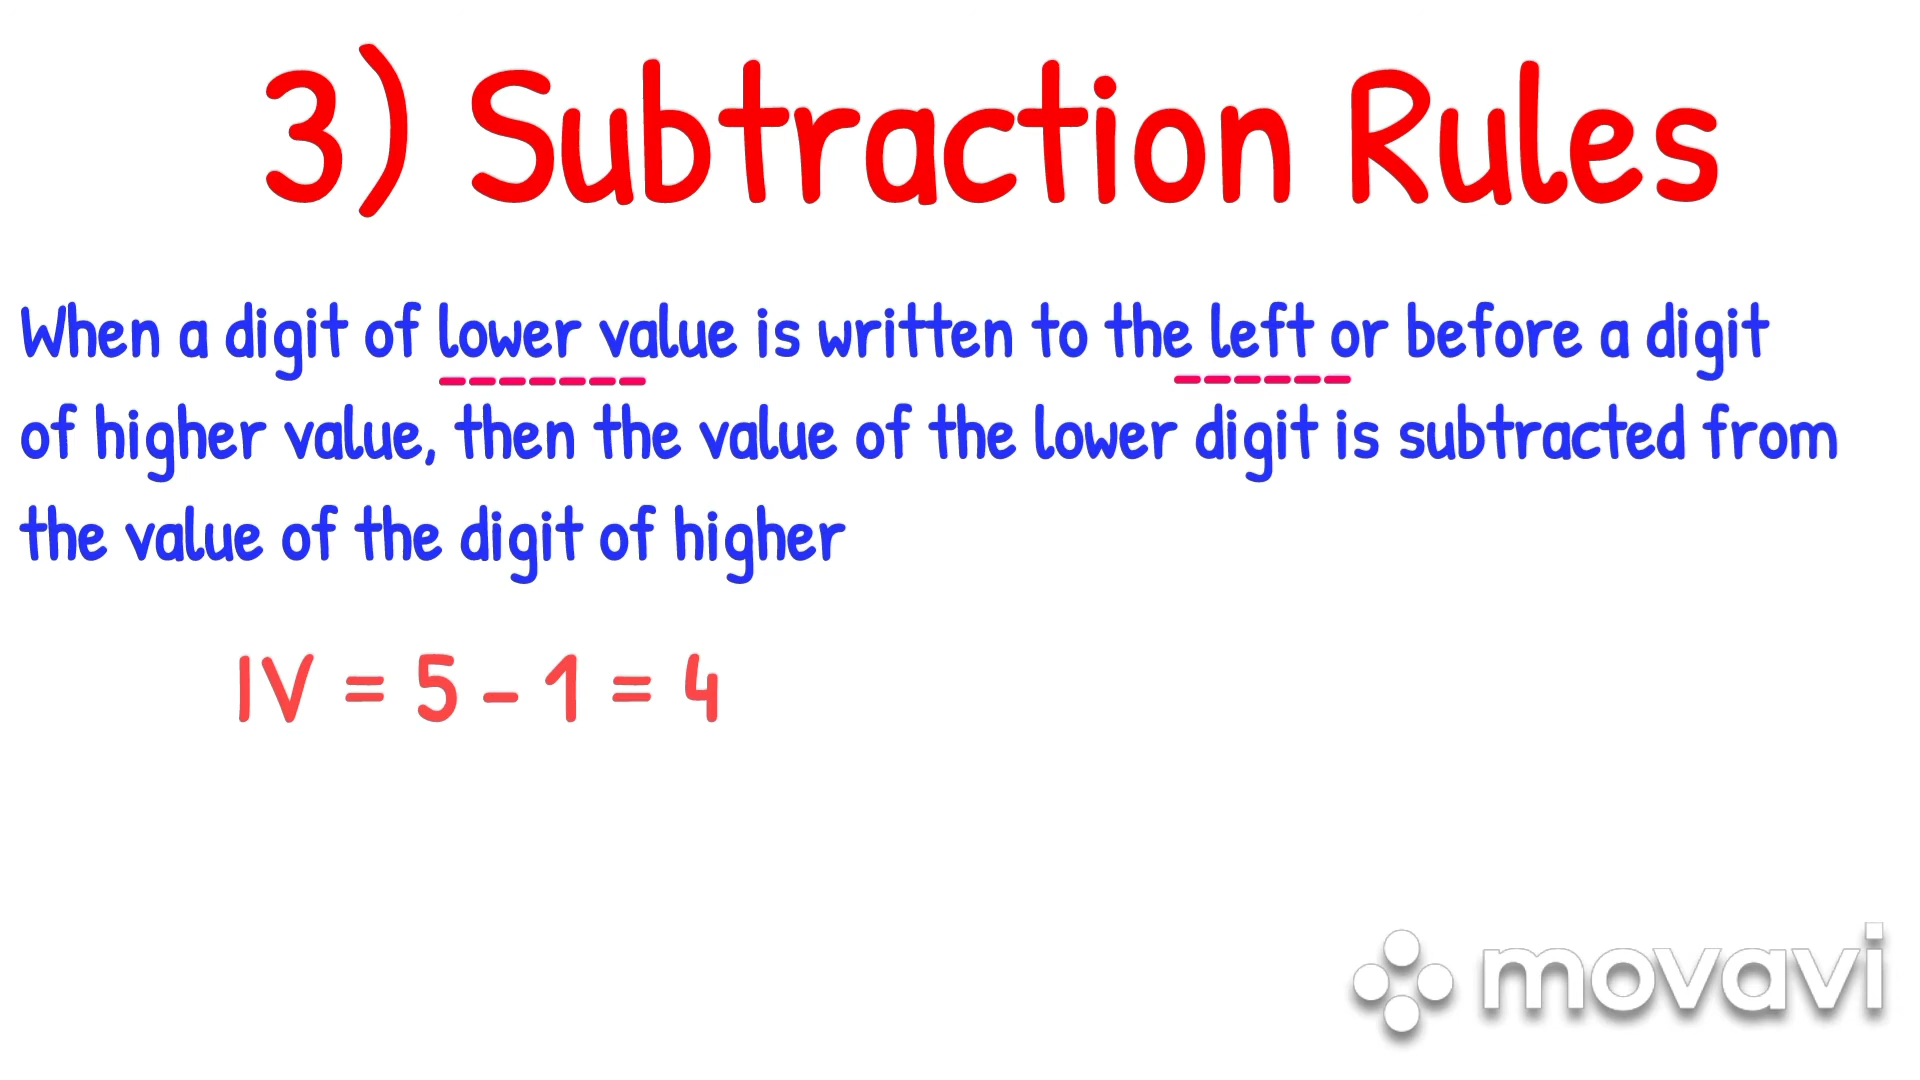 3) Subtraction Rules
When a digit of lower value is written to the left or before a digit
of higher value, then the value of the lower digit is subtracted from
the value of the digit of higher
IV = 5 - 1 = 4
movavi